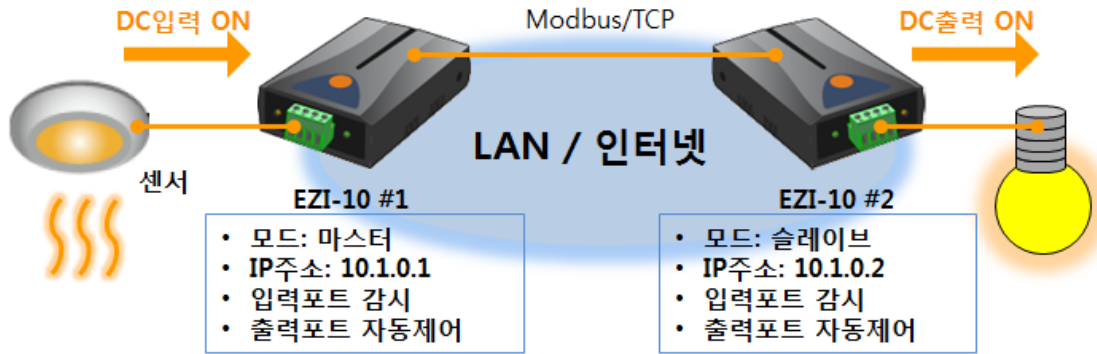 DC입력 ON
Modbus/TCP
DC출력 ON
LAN / 인터넷
센서
EZI-10 #1
• 모드: 마스터
• IP주소: 10.1.0.1
• 입력포트 감시
• 출력포트 자동제어
EZI-10 #2
• 모드: 슬레이브
• IP주소: 10.1.0.2
• 입력포트 감시
• 출력포트 자동제어